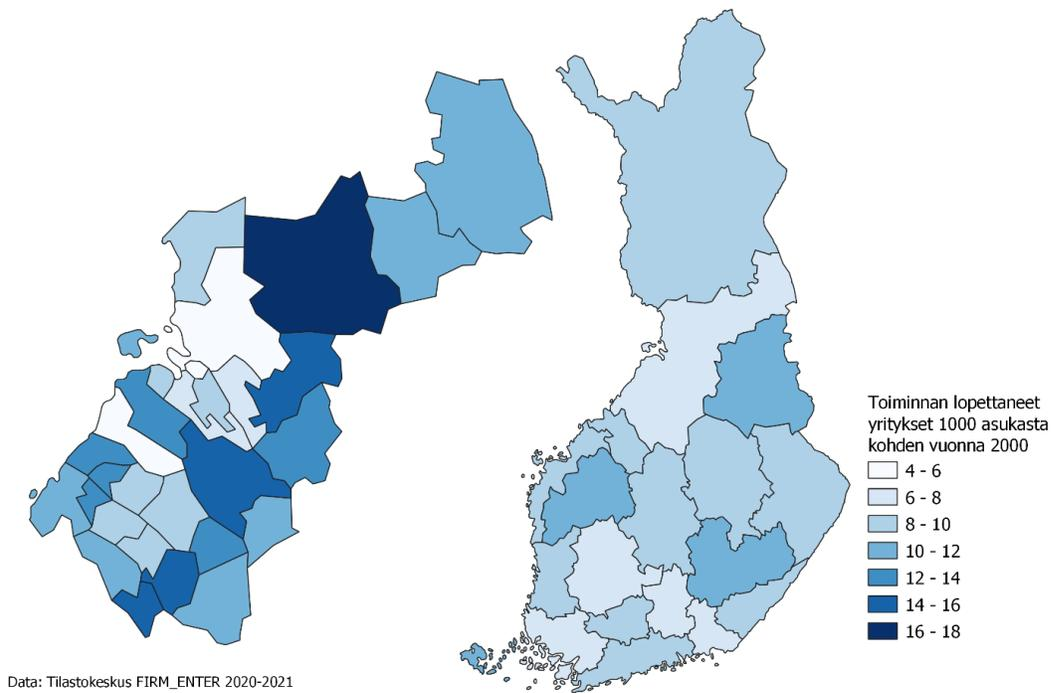 Toiminnan lopettaneet
yritykset 1000 asukasta
kohden vuonna 2000
4 - 6
6 - 8
8 - 10
10 - 12
12 - 14
14 - 16
16 - 18
Data: Tilastokeskus FIRM_ENTER 2020-2021